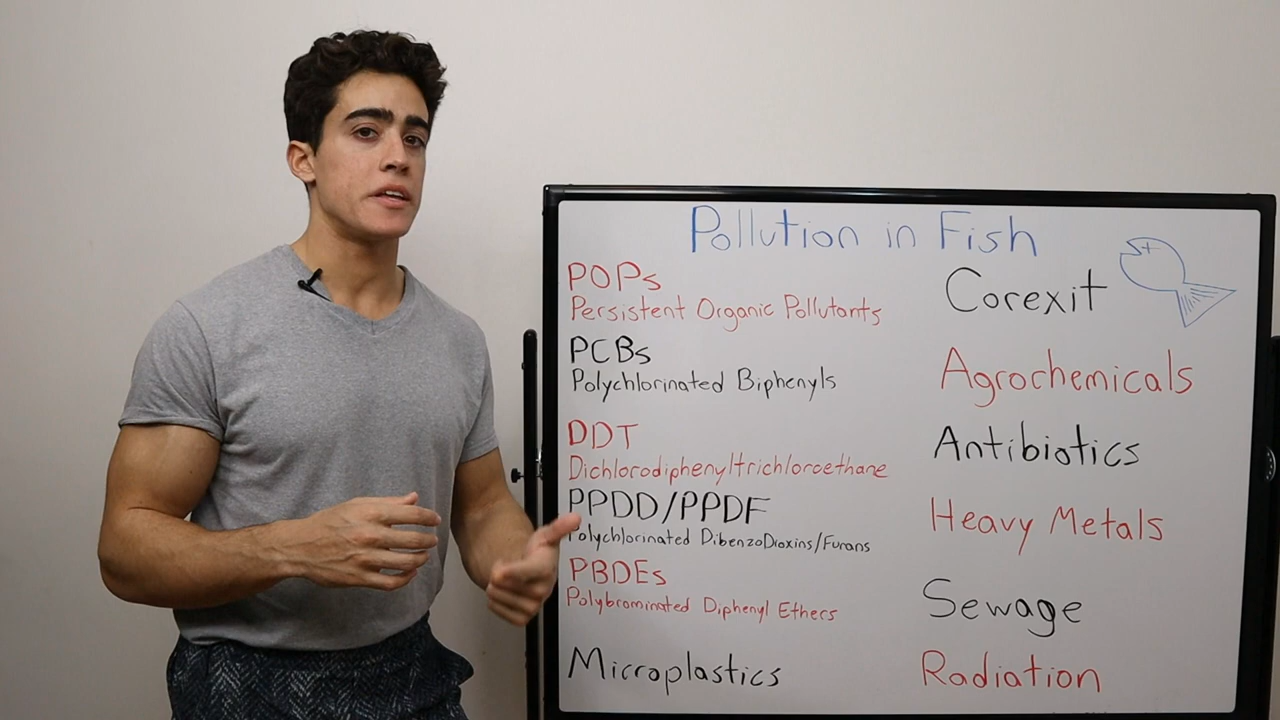 Pollution in Fish
POPs
Persistent Organic Pollutants
PCBs
Polychlorinated Biphenyls
DDT
Dichlorodiphenyltrichloroethane
PPDD/PPDF
Polychlorinated DibenzoDioxins/Furans
PBDEs
Polybrominated Diphenyl Ethers
Microplastics
Corexit
Agrochemicals
Antibiotics
Heavy Metals
Sewage
Radiation